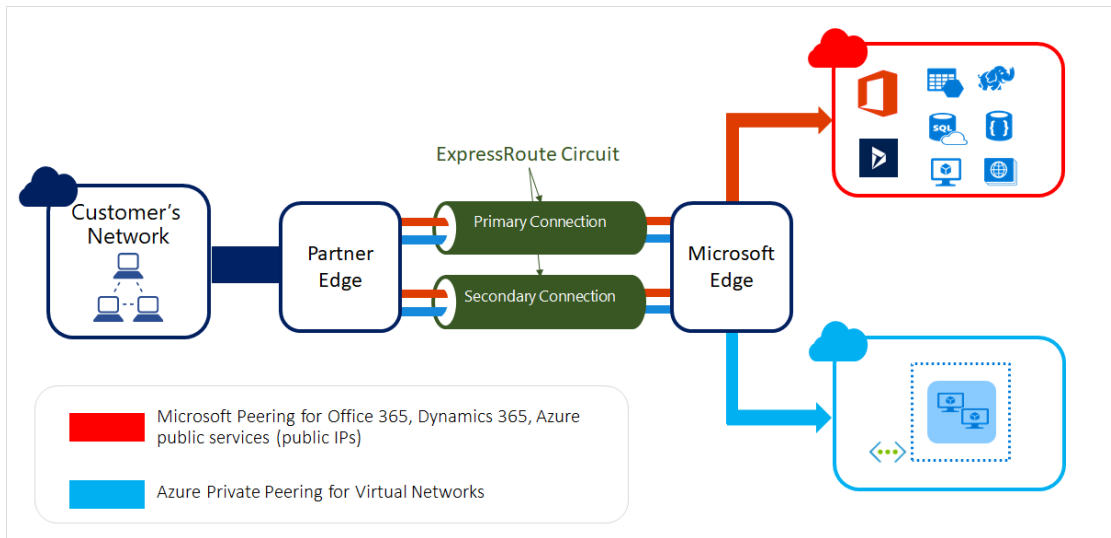 ExpressRoute Circuit
Customer's
Network
Partner
Edge
Primary Connection
Secondary Connection
Microsoft
Edge
SQL
Microsoft Peering for Office 365, Dynamics 365, Azure
public services (public IPs)
Azure Private Peering for Virtual Networks